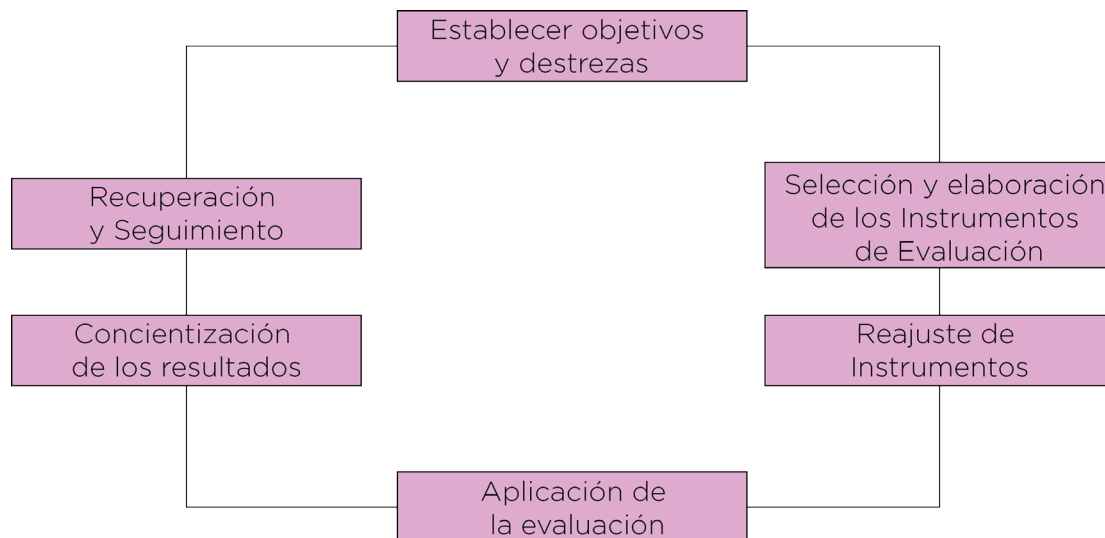 Establecer objetivos
y destrezas
Selección y elaboración
de los Instrumentos
de Evaluación
Reajuste de
Instrumentos
Aplicación de
la evaluación
Concientización
de los resultados
Recuperación
y Seguimiento